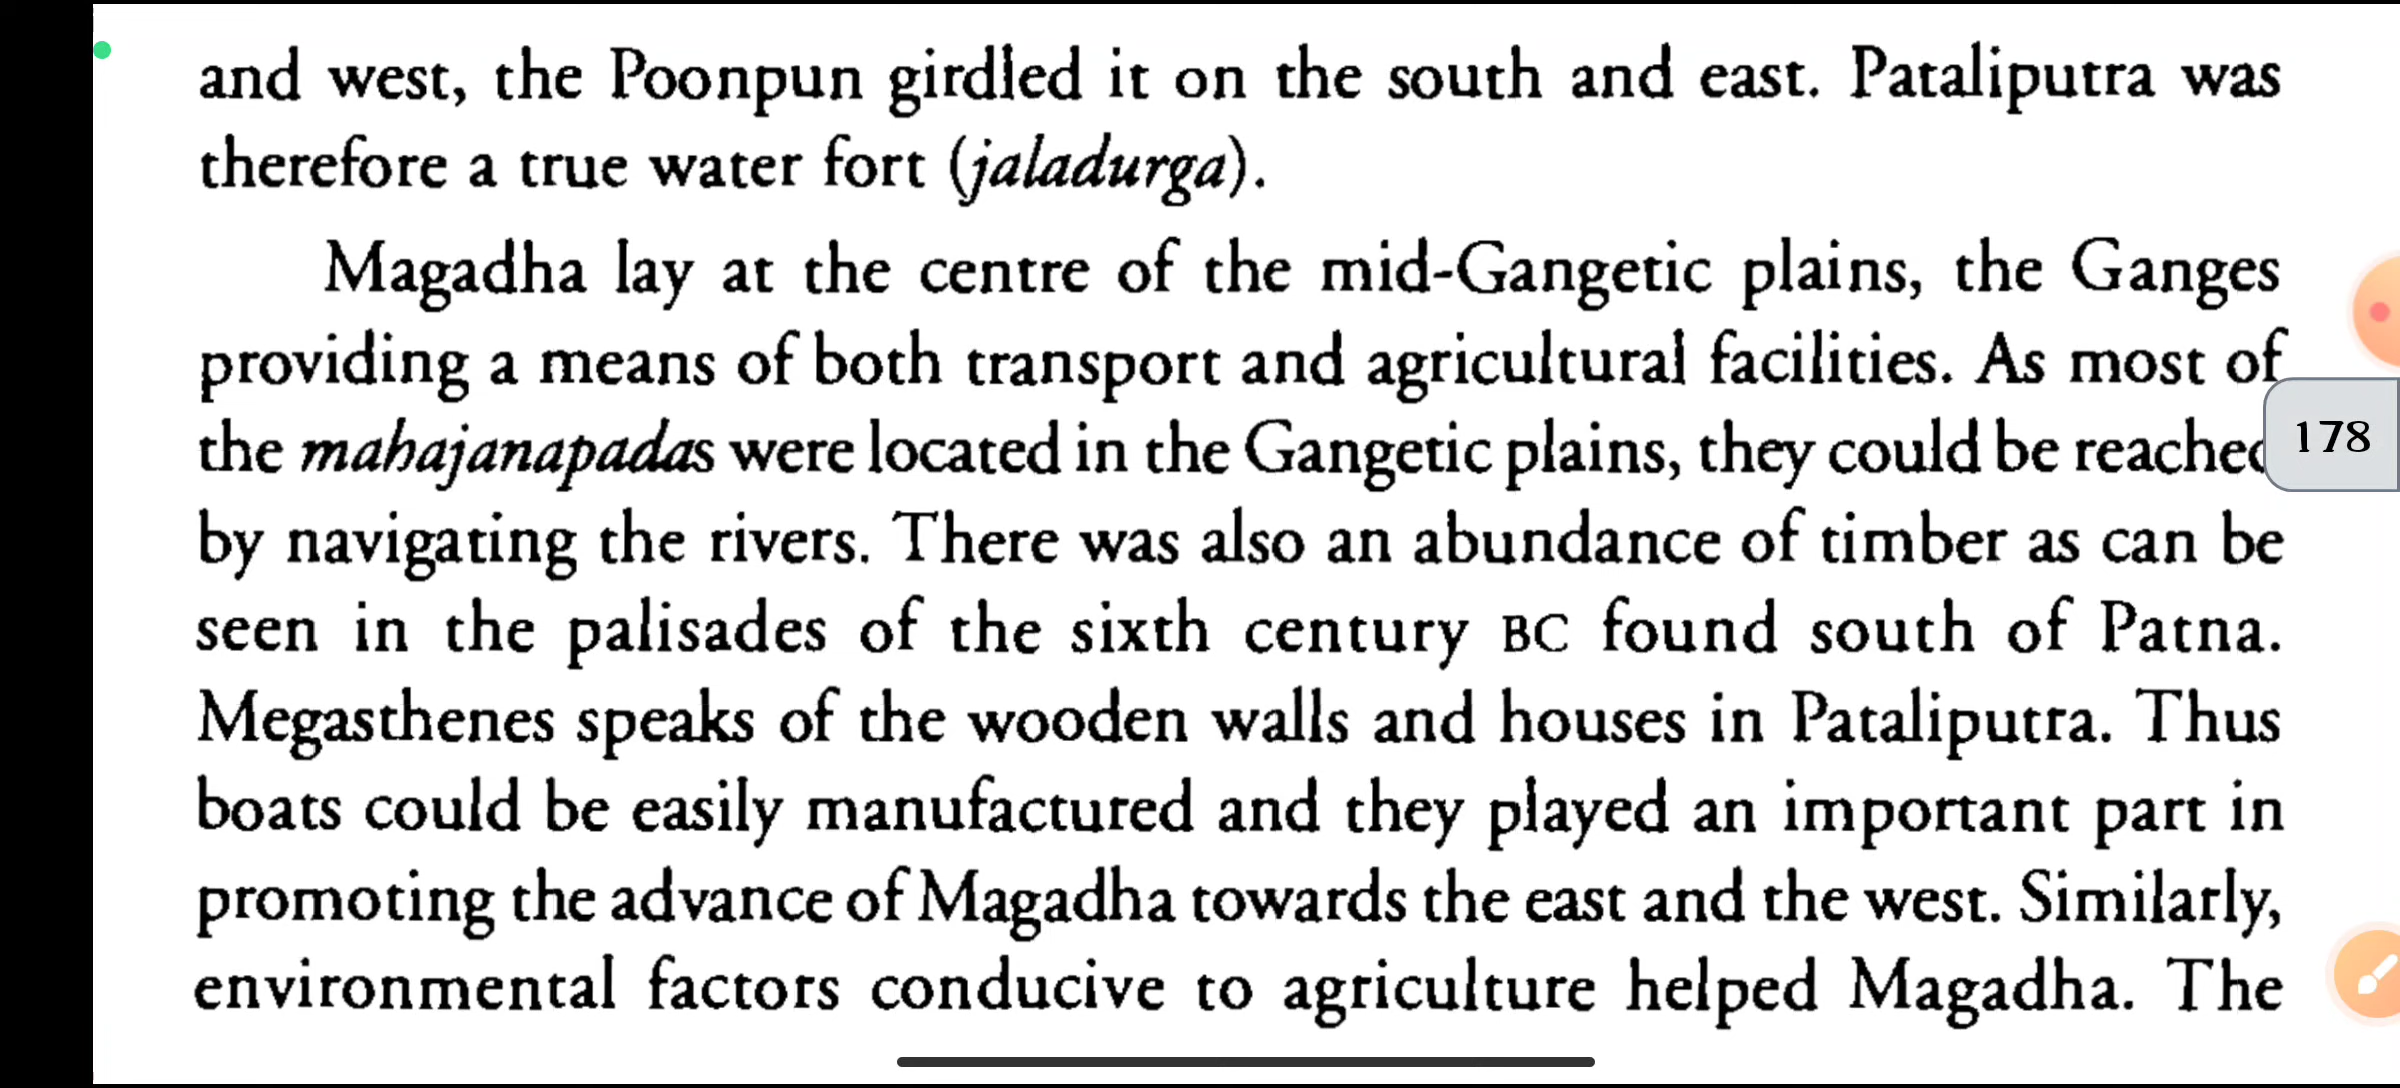 and west, the Poonpun girdled it on the south and east. Pataliputra was
therefore a true water fort (jaladurga).
Magadha lay at the centre of the mid-Gangetic plains, the Ganges
providing a means of both transport and agricultural facilities. As most of
the mahajanapadas were located in the Gangetic plains, they could be reached
178
by navigating the rivers. There was also an abundance of timber as can be
seen in the palisades of the sixth century BC found south of Patna.
Megasthenes speaks of the wooden walls and houses in Pataliputra. Thus
boats could be easily manufactured and they played an important part in
promoting the advance of Magadha towards the east and the west. Similarly,
environmental factors conducive to agriculture helped Magadha. The